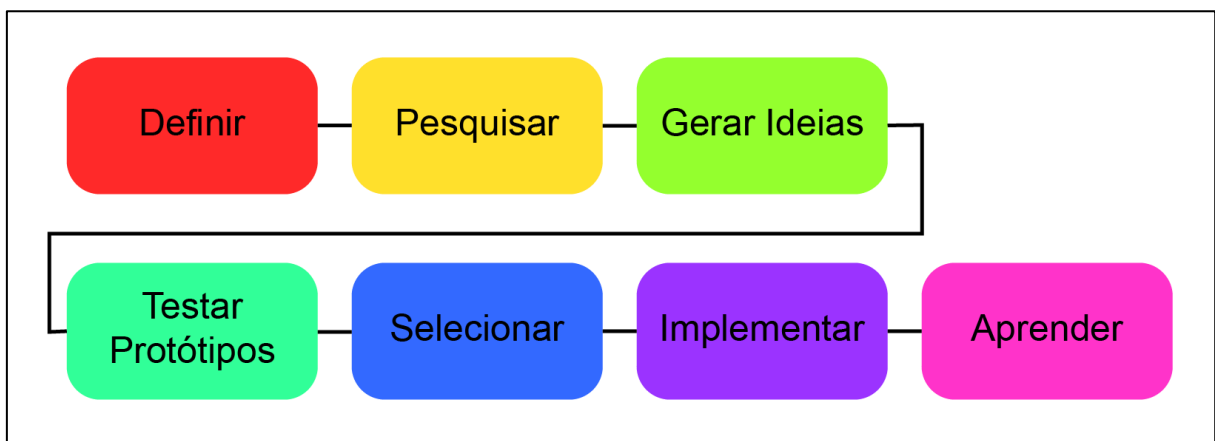 Definir
Pesquisar
Gerar Ideias
Testar
Protótipos
Selecionar
Implementar
Aprender